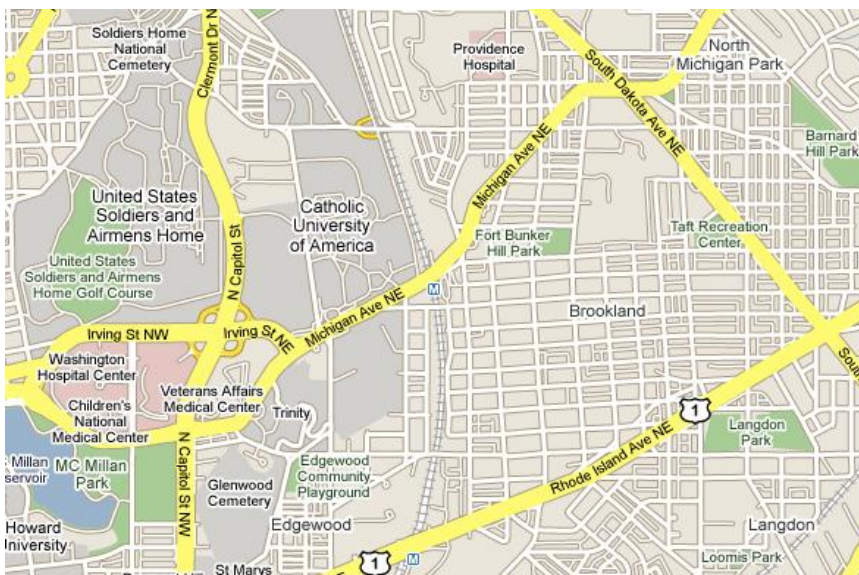 Soldiers Home
National
Cemetery
Clermont Dr N
Providence
Hospital
South Dakota Ave NE
North
Michigan Park
Barnard
Hill Park
Michigan Ave NE
United States
Soldiers and
Airmens Home
Catholic
University
of America
N Capitol St
Fort Bunker
Hill Park
Taft Recreation
Center
United States
Soldiers and Airmens
Home Golf Course
M
Michigan Ave NE
Brookland
Irving St NW
Irving St NE
Washington
Hospital Center
Veterans Affairs
Medical Center
Trinity
Children's
National
Medical Center
1
Langdon
Park
N Capitol St NW
Rhode Island Ave NE
Millan
servoir
MC Millan
Park
Glenwood
Cemetery
Edgewood
Community
Playground
Howard
University
Edgewood
Langdon
St Marys
1
M
Loomis Park